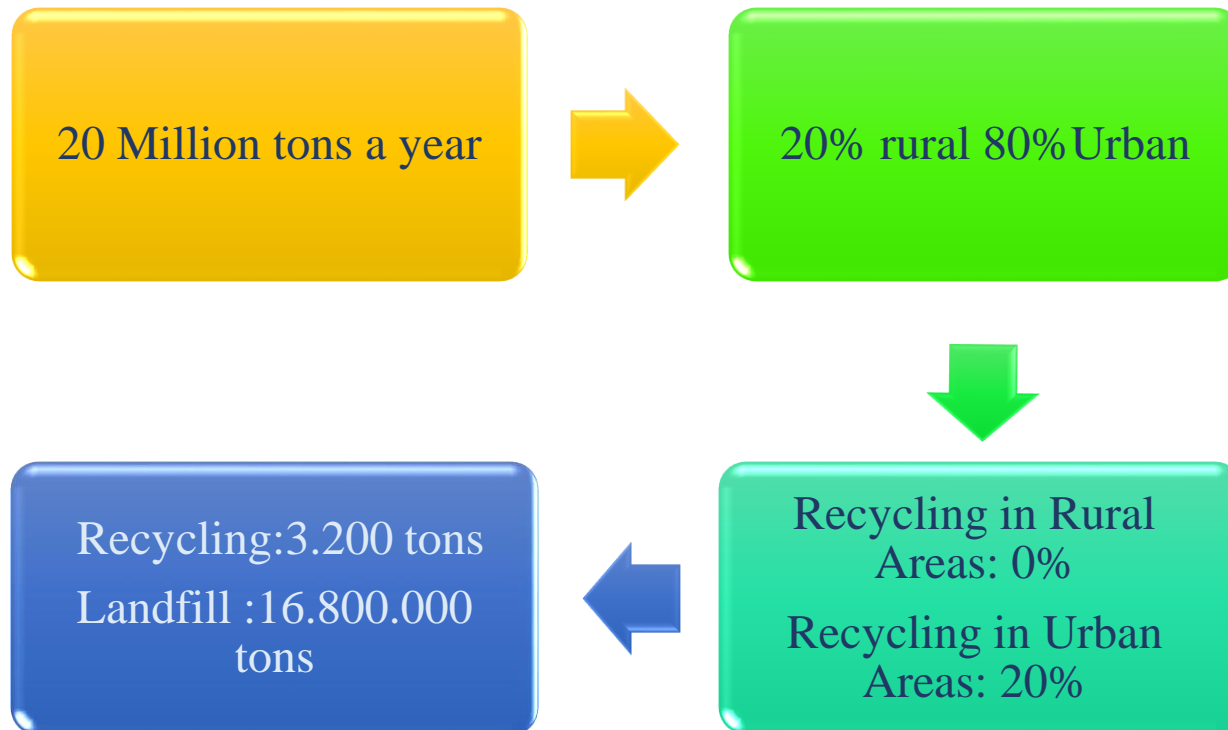 20 Million tons a year
20% rural 80% Urban
Recycling in Rural
Areas: 0%
Recycling in Urban
Areas: 20%
Recycling:3.200 tons
Landfill :16.800.000
tons